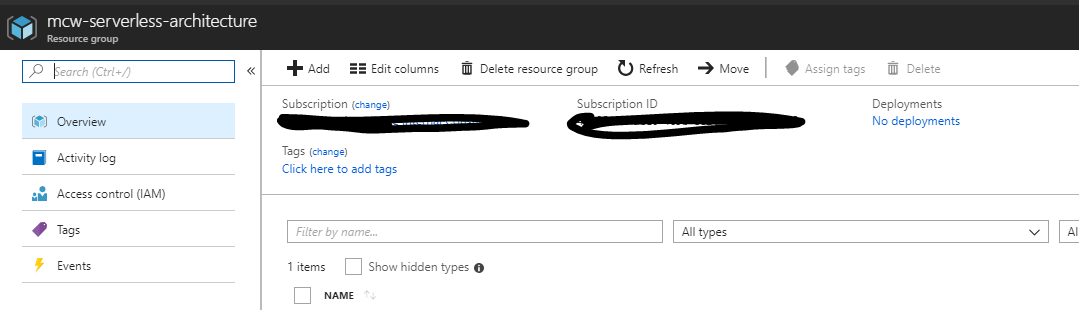 mcw-serverless-architecture
Resource group
Search (Ctrl+/)
«
Add
Edit columns
Delete resource group
Refresh
Move
Assign tags
Delete
Overview
Activity log
Access control (IAM)
Tags
Events
Subscription (change)
Subscription ID
Deployments
No deployments
Tags (change)
Click here to add tags
Filter by name...
All types
Al
1 items
Show hidden types
NAME